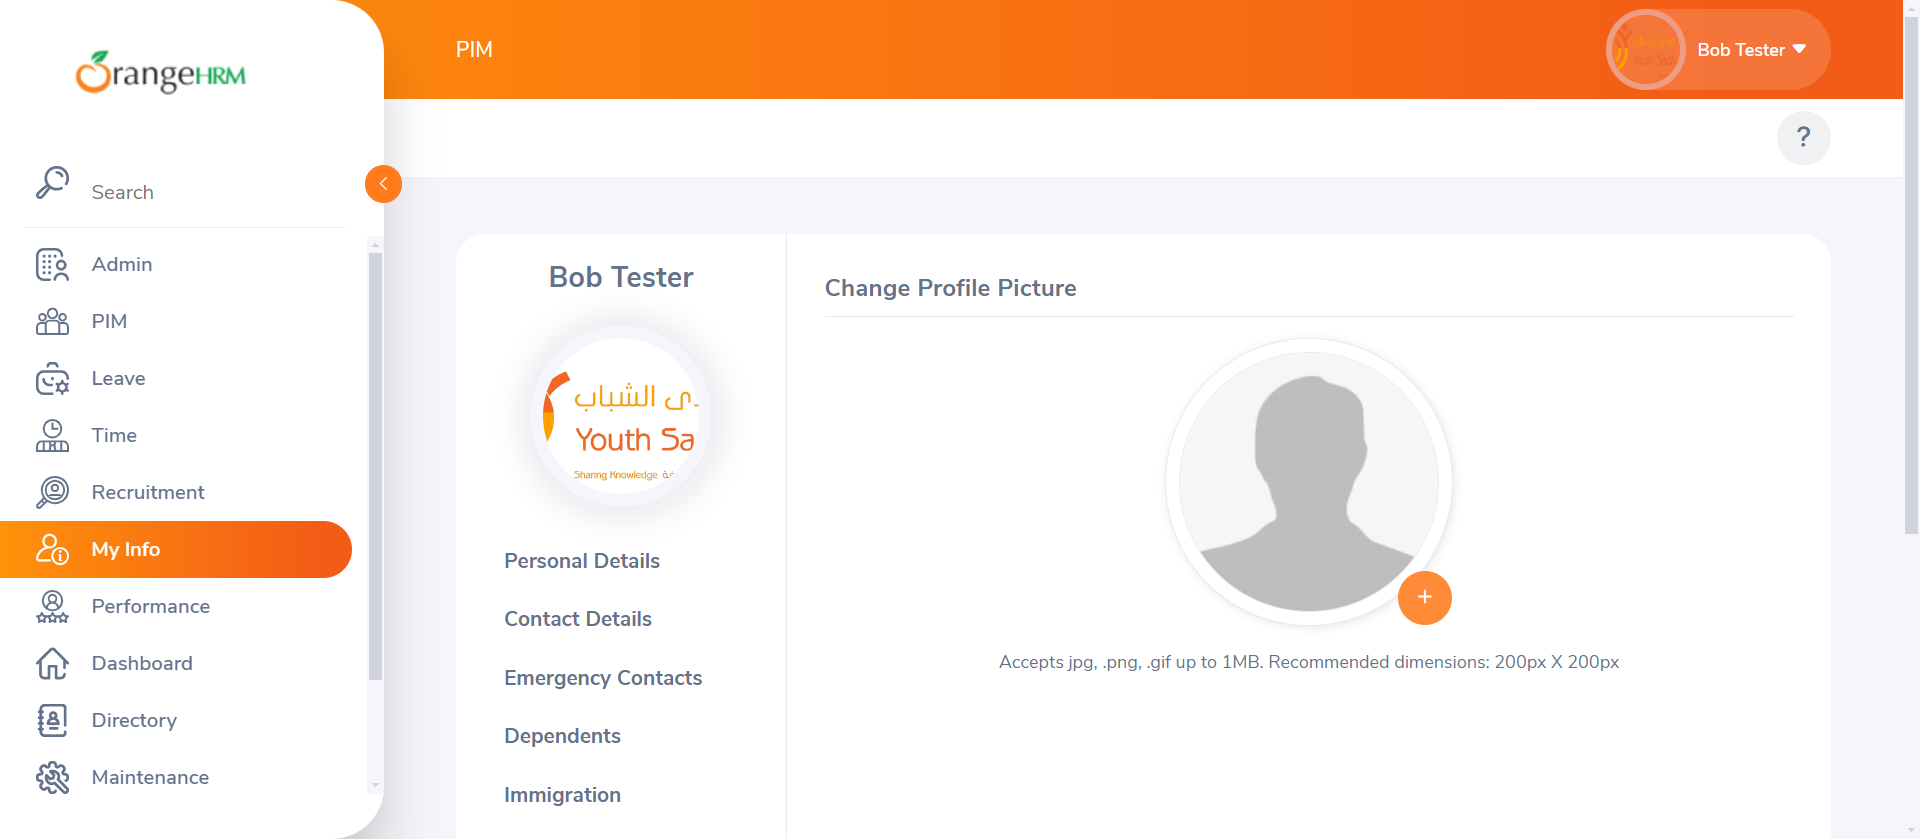 OrangeHRM
PIM
Bob Tester
?
Search
Admin
PIM
Leave
Time
Recruitment
My Info
Performance
Dashboard
Directory
Maintenance
Bob Tester
ى الشباب
Youth Sa
Sharing Knowledge
Personal Details
Contact Details
Emergency Contacts
Dependents
Immigration
Change Profile Picture
+
Accepts jpg, .png, .gif up to 1MB. Recommended dimensions: 200px X 200px